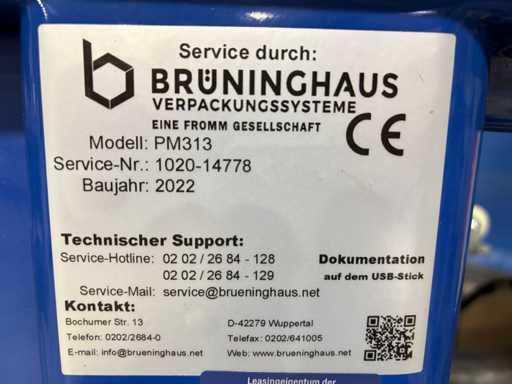 Service durch:
BRÜNINGHAUS
VERPACKUNGSSYSTEME
EINE FROMM GESELLSCHAFT
CE
Modell: PM313
Service-Nr.: 1020-14778
Baujahr: 2022
Technischer Support:
Service-Hotline: 02 02 / 26 84 - 128
02 02 / 26 84 - 129
Dokumentation
auf dem USB-Stick
Service-Mail: service@brueninghaus.net
Kontakt:
Bochumer Str. 13 D-42279 Wuppertal
Telefon: 0202/2684-0 Telefax: 0202/641005
E-mail: info@brueninghaus.net Web: www.brueninghaus.net
Leasingeigentum der